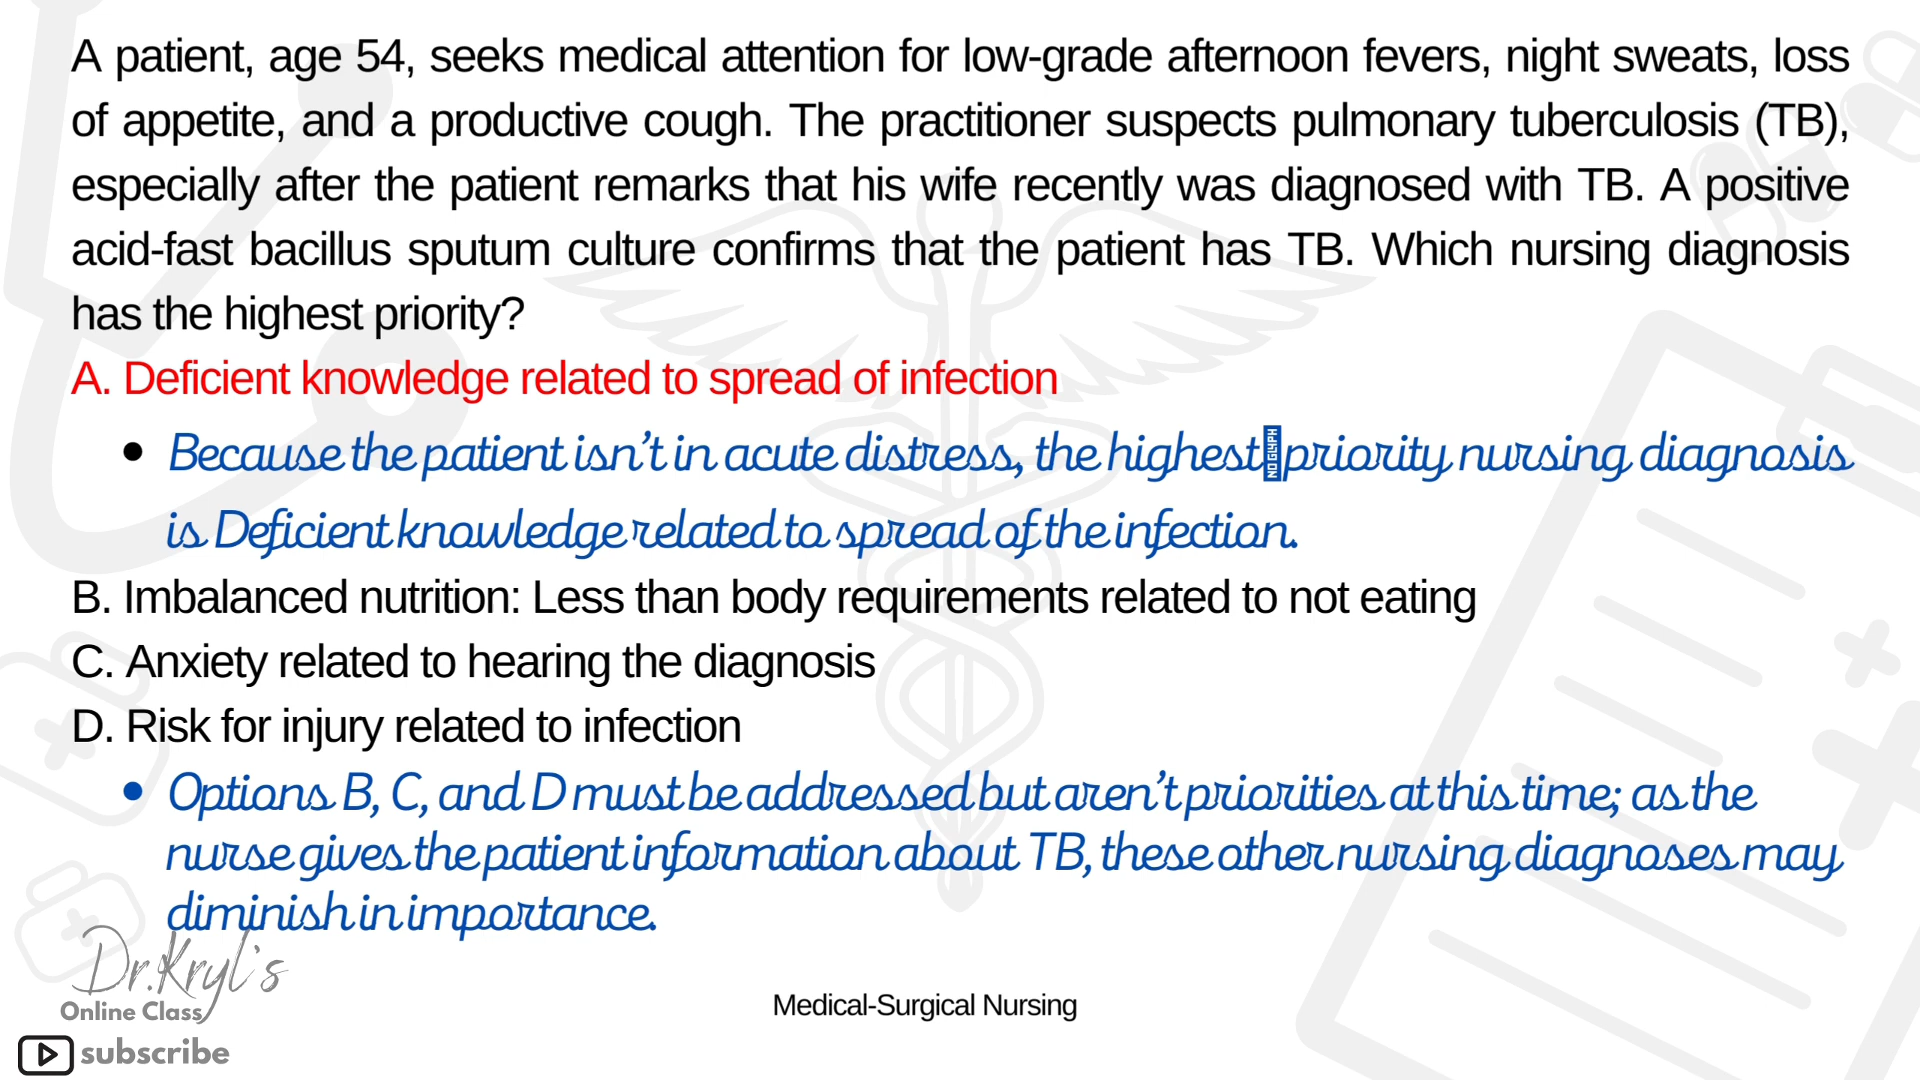 A patient, age 54, seeks medical attention for low-grade afternoon fevers, night sweats, loss
of appetite, and a productive cough. The practitioner suspects pulmonary tuberculosis (TB),
especially after the patient remarks that his wife recently was diagnosed with TB. A positive
acid-fast bacillus sputum culture confirms that the patient has TB. Which nursing diagnosis
has the highest priority?
A. Deficient knowledge related to spread of infection
• Because the patient isn’t in acute distress, the highest NO GLYPH priority nursing diagnosis
is Deficient knowledge related to spread of the infection.
B. Imbalanced nutrition: Less than body requirements related to not eating
C. Anxiety related to hearing the diagnosis
D. Risk for injury related to infection
• Options B, C, and D must be addressed but aren’t priorities at this time; as the
nurse gives the patient information about TB, these other nursing diagnoses may
diminish in importance.
Dr.Kryl's
Online Class
subscribe
Medical-Surgical Nursing